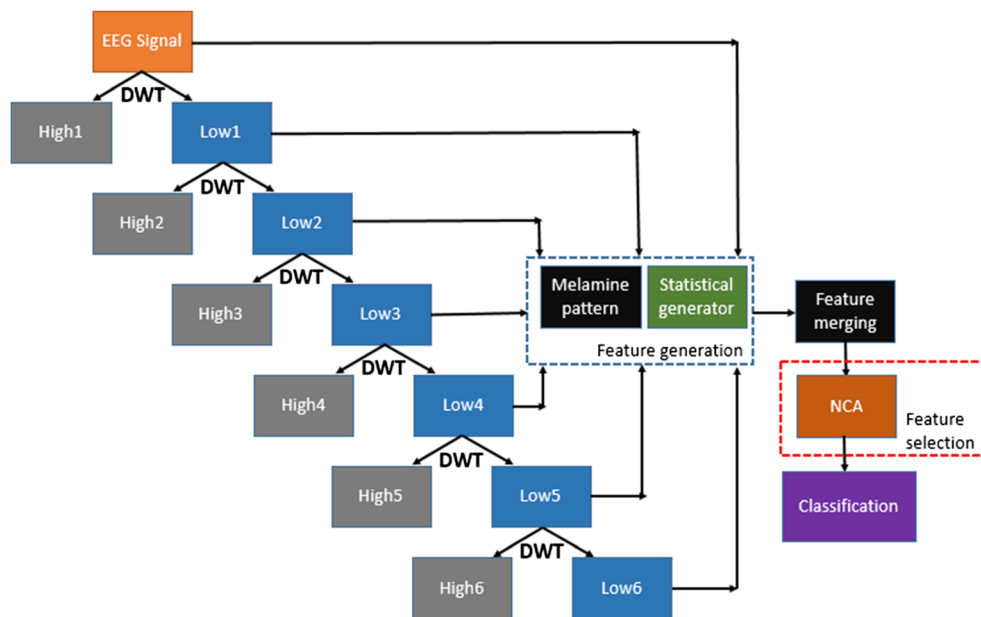 EEG Signal
DWT
High1
Low1
DWT
High2
Low2
DWT
High3
Low3
DWT
High4
Low4
DWT
High5
Low5
DWT
High6
Low6
Melamine
pattern
Statistical
generator
Feature generation
Feature
merging
NCA
Feature
selection
Classification